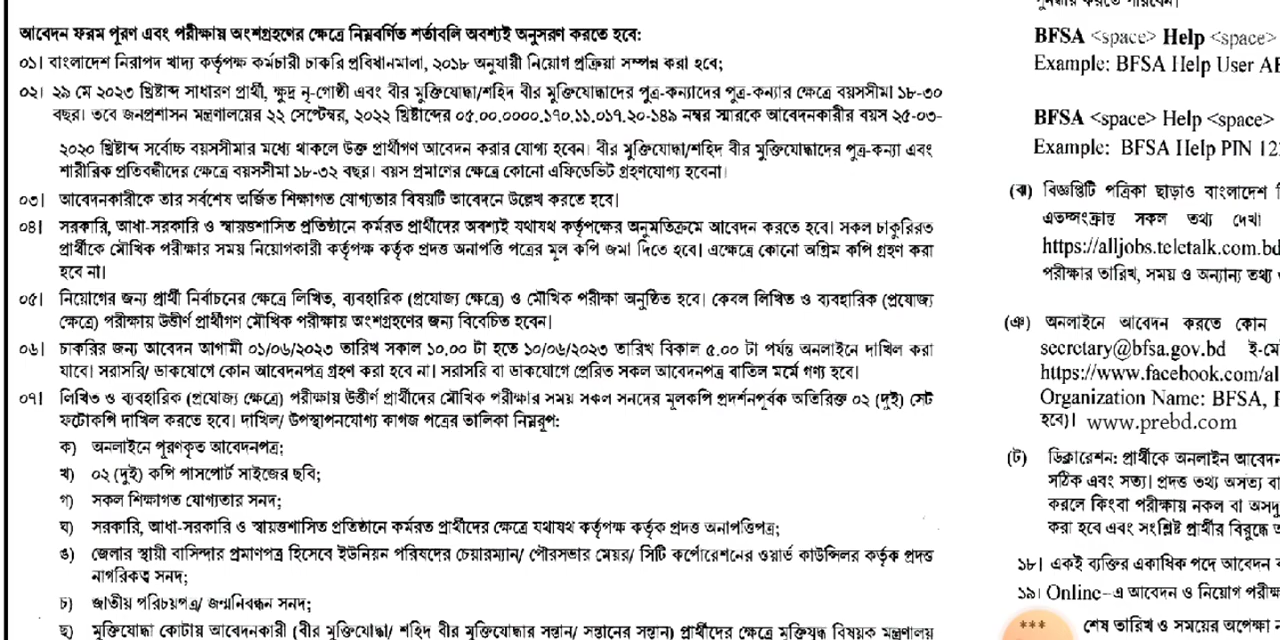 আবেদন ফরম পূরণ এবং পরীক্ষায় অংশগ্রহণের ক্ষেত্রে নিম্নবর্ণিত শর্তাবলি অবশ্যই অনুসরণ করতে হবে:
০১। বাংলাদেশ নিরাপদ খাদ্য কর্তৃপক্ষ কর্মচারী চাকরি প্রবিধানমালা, ২০১৮ অনুযায়ী নিয়োগ প্রক্রিয়া সম্পন্ন করা হবে;
০২। ২৯ মে ২০২৩ খ্রিষ্টাব্দ সাধারণ প্রার্থী, ক্ষুদ্র নৃ-গোষ্ঠী এবং বীর মুক্তিযোদ্ধা/শহিদ বীর মুক্তিযোদ্ধাদের পুত্র-কন্যাদের পুত্র-কন্যার ক্ষেত্রে বয়সসীমা ১৮-৩০
বছর। তবে জনপ্রশাসন মন্ত্রণালয়ের ২২ সেপ্টেম্বর, ২০২২ খ্রিষ্টাব্দের ০৫.০০.০০০০.১৭০.১১.০১৭.২০-১৪৯ নম্বর স্মারকে আবেদনকারীর বয়স ২৫-০৩-
২০২০ খ্রিষ্টাব্দ সর্বোচ্চ বয়সসীমার মধ্যে থাকলে উক্ত প্রার্থীগণ আবেদন করার যোগ্য হবেন। বীর মুক্তিযোদ্ধা/শহিদ বীর মুক্তিযোদ্ধাদের পুত্র-কন্যা এবং
শারীরিক প্রতিবন্ধীদের ক্ষেত্রে বয়সসীমা ১৮-৩২ বছর। বয়স প্রমাণের ক্ষেত্রে কোনো এফিডেভিট গ্রহণযোগ্য হবেনা।
০৩। আবেদনকারীকে তার সর্বশেষ অর্জিত শিক্ষাগত যোগ্যতার বিষয়টি আবেদনে উল্লেখ করতে হবে।
০৪। সরকারি, আধা-সরকারি ও স্বায়ত্তশাসিত প্রতিষ্ঠানে কর্মরত প্রার্থীদের অবশ্যই যথাযথ কর্তৃপক্ষের অনুমতিক্রমে আবেদন করতে হবে। সকল চাকুরিরত
প্রার্থীকে মৌখিক পরীক্ষার সময় নিয়োগকারী কর্তৃপক্ষ কর্তৃক প্রদত্ত অনাপত্তি পত্রের মূল কপি জমা দিতে হবে। এক্ষেত্রে কোনো অগ্রিম কপি গ্রহণ করা
হবে না।
০৫। নিয়োগের জন্য প্রার্থী নির্বাচনের ক্ষেত্রে লিখিত, ব্যবহারিক (প্রযোজ্য ক্ষেত্রে) ও মৌখিক পরীক্ষা অনুষ্ঠিত হবে। কেবল লিখিত ও ব্যবহারিক (প্রযোজ্য
ক্ষেত্রে) পরীক্ষায় উত্তীর্ণ প্রার্থীগণ মৌখিক পরীক্ষায় অংশগ্রহণের জন্য বিবেচিত হবেন।
০৬। চাকরির জন্য আবেদন আগামী ০১/০৬/২০২৩ তারিখ সকাল ১০.০০ টা হতে ১০/০৬/২০২৩ তারিখ বিকাল ৫.০০ টা পর্যন্ত অনলাইনে দাখিল করা
যাবে। সরাসরি/ ডাকযোগে কোন আবেদনপত্র গ্রহণ করা হবে না। সরাসরি বা ডাকযোগে প্রেরিত সকল আবেদনপত্র বাতিল মর্মে গণ্য হবে।
০৭। লিখিত ও ব্যবহারিক (প্রযোজ্য ক্ষেত্রে) পরীক্ষায় উত্তীর্ণ প্রার্থীদের মৌখিক পরীক্ষার সময় সকল সনদের মূলকপি প্রদর্শনপূর্বক অতিরিক্ত ০২ (দুই) সেট
ফটোকপি দাখিল করতে হবে। দাখিল/ উপস্থাপনযোগ্য কাগজ পত্রের তালিকা নিম্নরূপ:
ক) অনলাইনে পূরণকৃত আবেদনপত্র;
খ) ০২ (দুই) কপি পাসপোর্ট সাইজের ছবি;
গ) সকল শিক্ষাগত যোগ্যতার সনদ;
ঘ) সরকারি, আধা-সরকারি ও স্বায়ত্তশাসিত প্রতিষ্ঠানে কর্মরত প্রার্থীদের ক্ষেত্রে যথাযথ কর্তৃপক্ষ কর্তৃক প্রদত্ত অনাপত্তিপত্র;
ঙ) জেলার স্থায়ী বাসিন্দার প্রমাণপত্র হিসেবে ইউনিয়ন পরিষদের চেয়ারম্যান/ পৌরসভার মেয়র/ সিটি কর্পোরেশনের ওয়ার্ড কাউন্সিলর কর্তৃক প্রদত্ত
নাগরিকত্ব সনদ;
চ) জাতীয় পরিচয়পত্র/ জন্মনিবন্ধন সনদ;
ছ) মুক্তিযোদ্ধা কোটায় আবেদনকারী (বীর মুক্তিযোদ্ধা/ শহিদ বীর মুক্তিযোদ্ধার সন্তান/ সন্তানের সন্তান) প্রার্থীদের ক্ষেত্রে মুক্তিযুদ্ধ বিষয়ক মন্ত্রণালয়
BFSA <space> Help <space>
Example: BFSA Help User AB
BFSA <space> Help <space>
Example: BFSA Help PIN 12
(ঝ) বিজ্ঞপ্তিটি পত্রিকা ছাড়াও বাংলাদেশ
এতদসংক্রান্ত সকল তথ্য দেখা
https://alljobs.teletalk.com.bd
পরীক্ষার তারিখ, সময় ও অন্যান্য তথ্য
(ঞ) অনলাইনে আবেদন করতে কোন
secretary@bfsa.gov.bd ই-মে
https://www.facebook.com/al
Organization Name: BFSA,
হবে)। www.prebd.com
(ট) ডিক্লারেশন: প্রার্থীকে অনলাইন আবেদন
সঠিক এবং সত্য। প্রদত্ত তথ্য অসত্য বা
করলে কিংবা পরীক্ষায় নকল বা অসদু
করা হবে এবং সংশ্লিষ্ট প্রার্থীর বিরুদ্ধে
১৮। একই ব্যক্তির একাধিক পদে আবেদন
১৯। Online-এ আবেদন ও নিয়োগ পরীক্ষ
*** শেষ তারিখ ও সময়ের অপেক্ষা